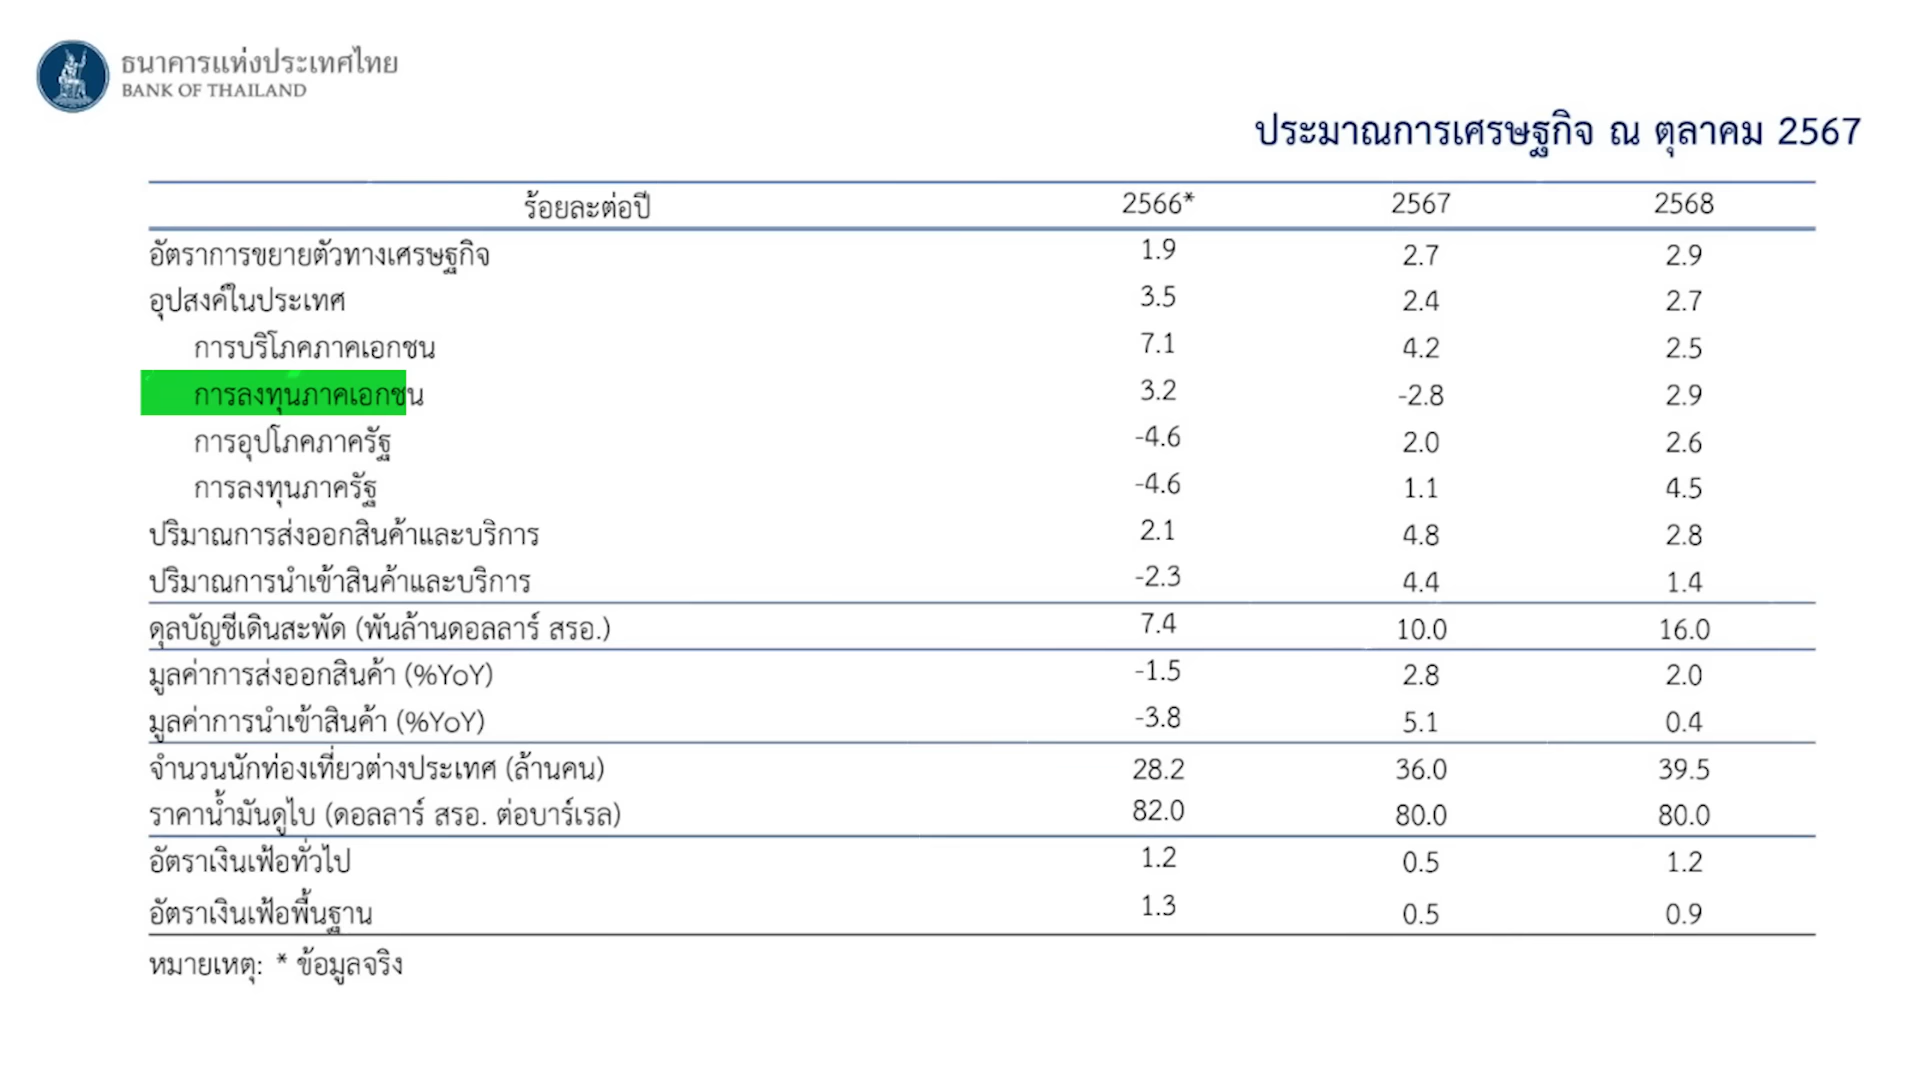 ธนาคารแห่งประเทศไทย
BANK OF THAILAND
ประมาณการเศรษฐกิจ ณ ตุลาคม 2567
ร้อยละต่อปี 2566* 2567 2568
อัตราการขยายตัวทางเศรษฐกิจ 1.9 2.7 2.9
อุปสงค์ในประเทศ 3.5 2.4 2.7
การบริโภคภาคเอกชน 7.1 4.2 2.5
การลงทุนภาคเอกชน 3.2 -2.8 2.9
การอุปโภคภาครัฐ -4.6 2.0 2.6
การลงทุนภาครัฐ -4.6 1.1 4.5
ปริมาณการส่งออกสินค้าและบริการ 2.1 4.8 2.8
ปริมาณการนำเข้าสินค้าและบริการ -2.3 4.4 1.4
ดุลบัญชีเดินสะพัด (พันล้านดอลลาร์ สรอ.) 7.4 10.0 16.0
มูลค่าการส่งออกสินค้า (%YoY) -1.5 2.8 2.0
มูลค่าการนำเข้าสินค้า (%YoY) -3.8 5.1 0.4
จำนวนนักท่องเที่ยวต่างประเทศ (ล้านคน) 28.2 36.0 39.5
ราคาน้ำมันดูไบ (ดอลลาร์ สรอ. ต่อบาร์เรล) 82.0 80.0 80.0
อัตราเงินเฟ้อทั่วไป 1.2 0.5 1.2
อัตราเงินเฟ้อพื้นฐาน 1.3 0.5 0.9
หมายเหตุ: * ข้อมูลจริง